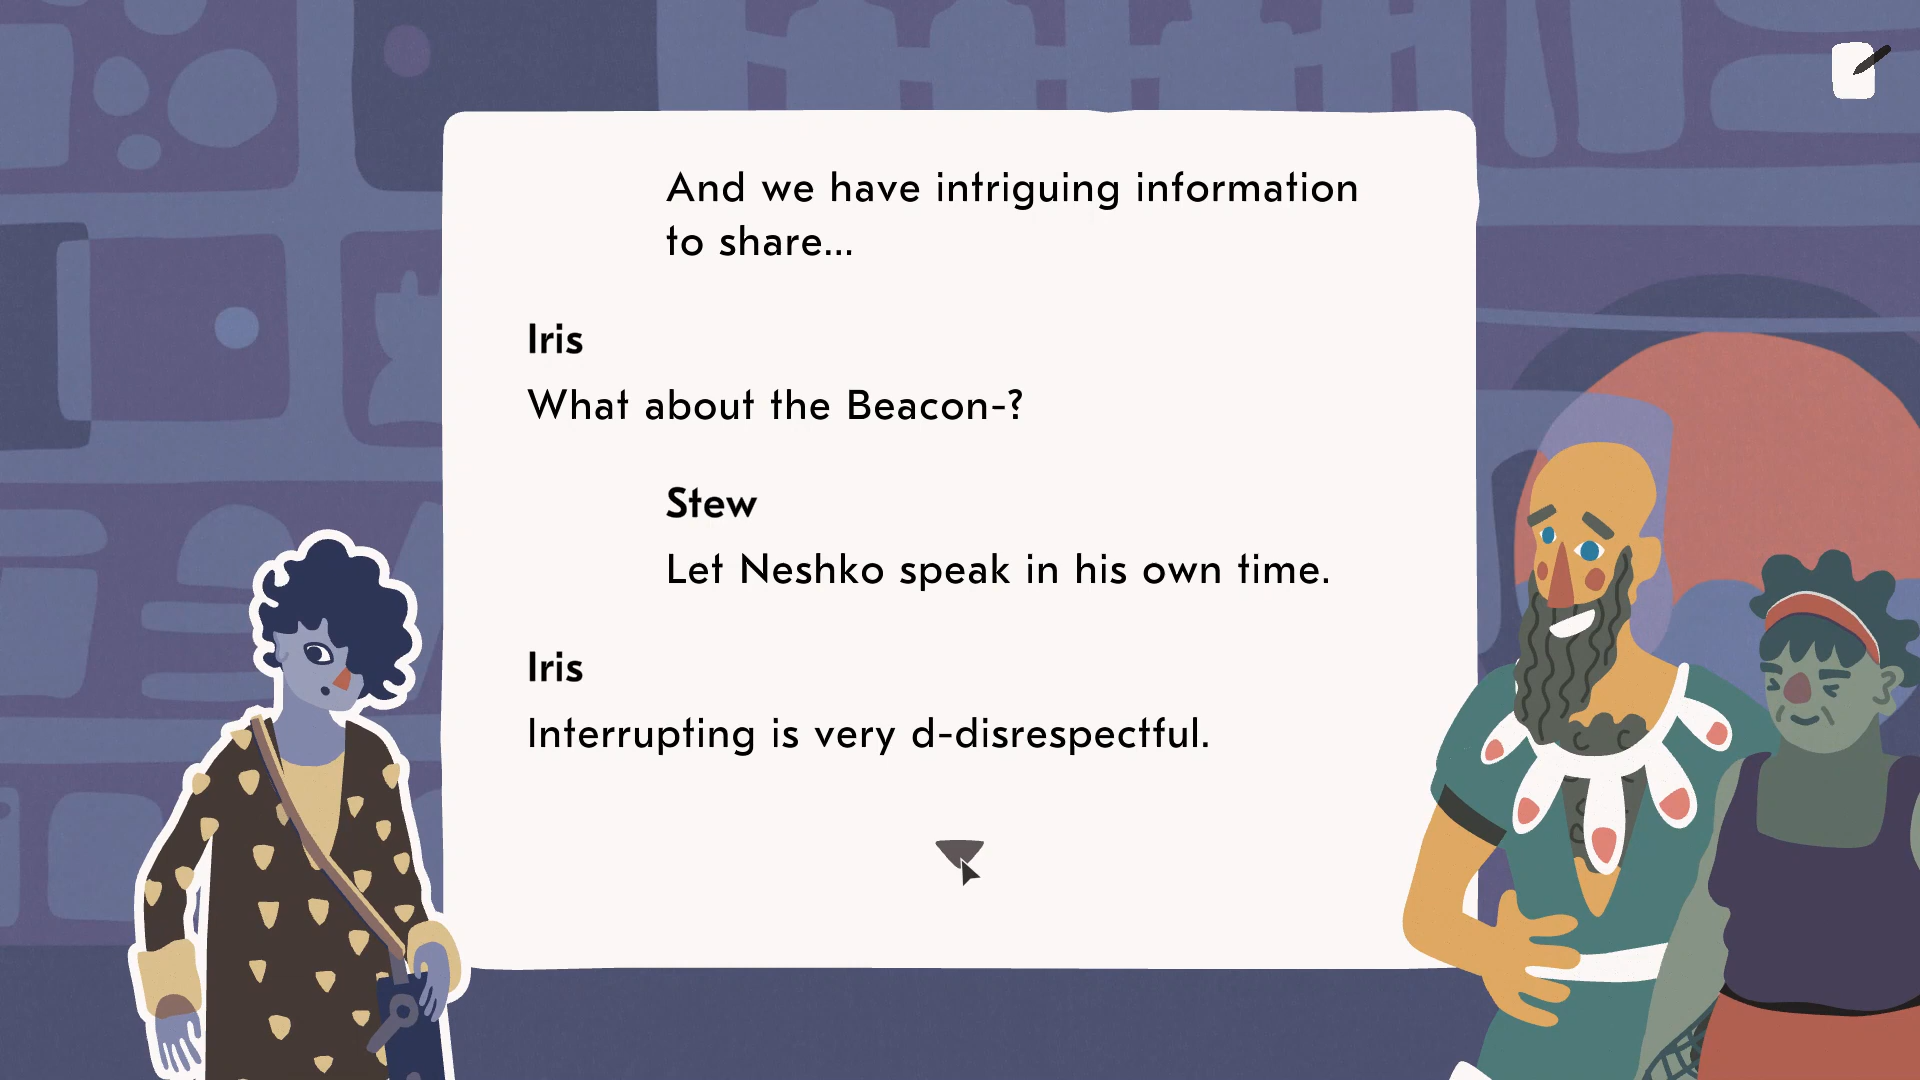 And we have intriguing information
to share...
Iris
What about the Beacon-?
Stew
Let Neshko speak in his own time.
Iris
Interrupting is very d-disrespectful.